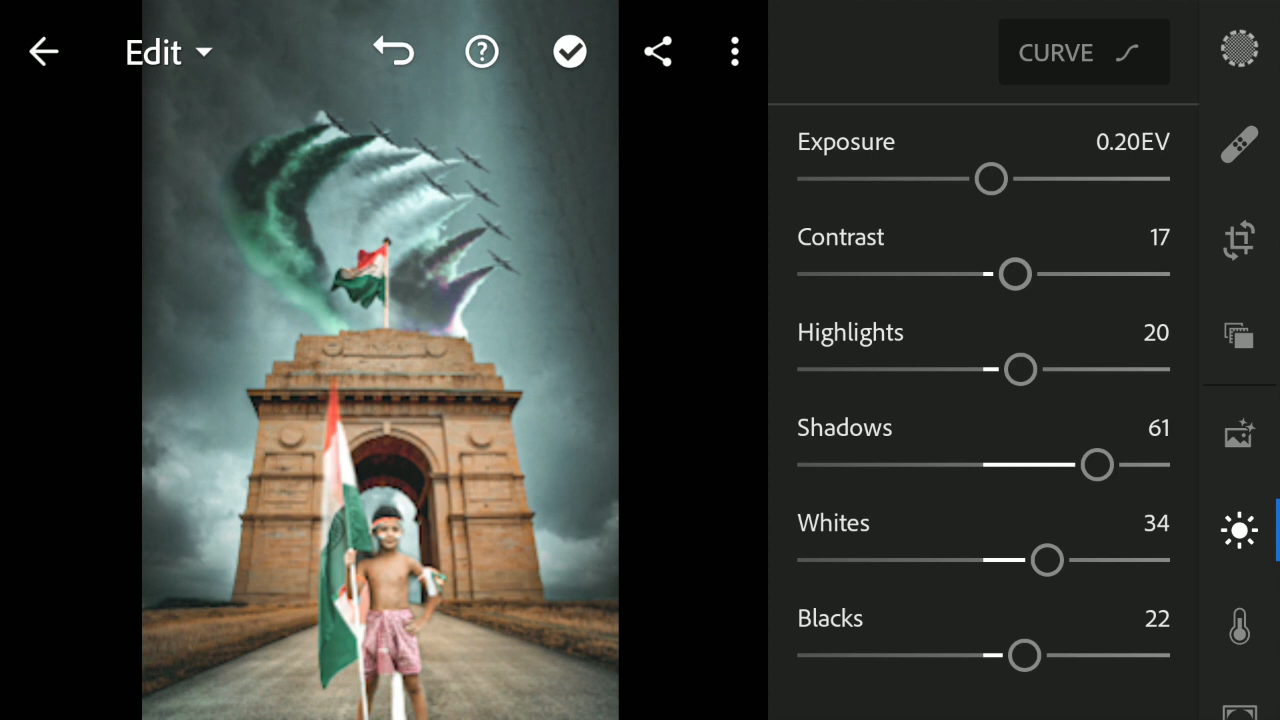 Edit
CURVE
Exposure 0.20EV
Contrast 17
Highlights 20
Shadows 61
Whites 34
Blacks 22